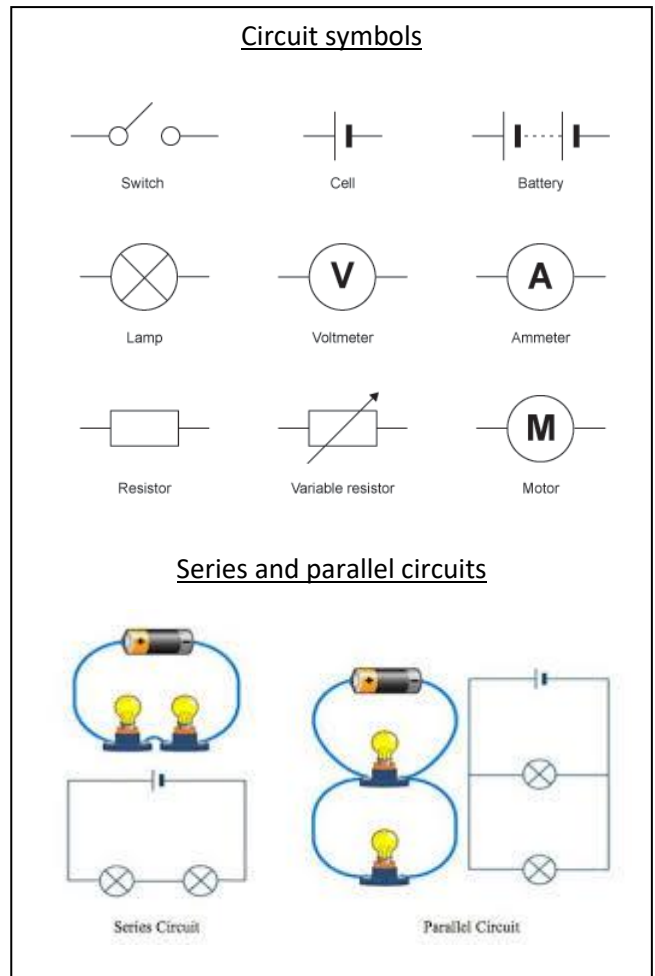 Circuit symbols
Switch
Cell
Battery
V
A
Lamp
Voltmeter
Ammeter
M
Resistor
Variable resistor
Motor
Series and parallel circuits
+ -
+ -
Series Circuit
Parallel Circuit